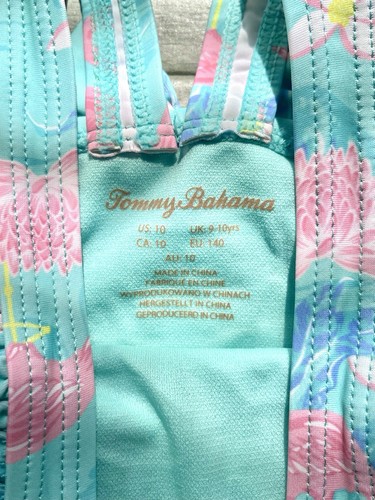 Tommy Bahama
US: 10 UK: 9-10yrs
CA: 10 EU: 140
AU: 10
MADE IN CHINA
FABRIQUÉ EN CHINE
WYPRODUKOWANO W CHINACH
HERGESTELLT IN CHINA
GEPRODUCEERD IN CHINA